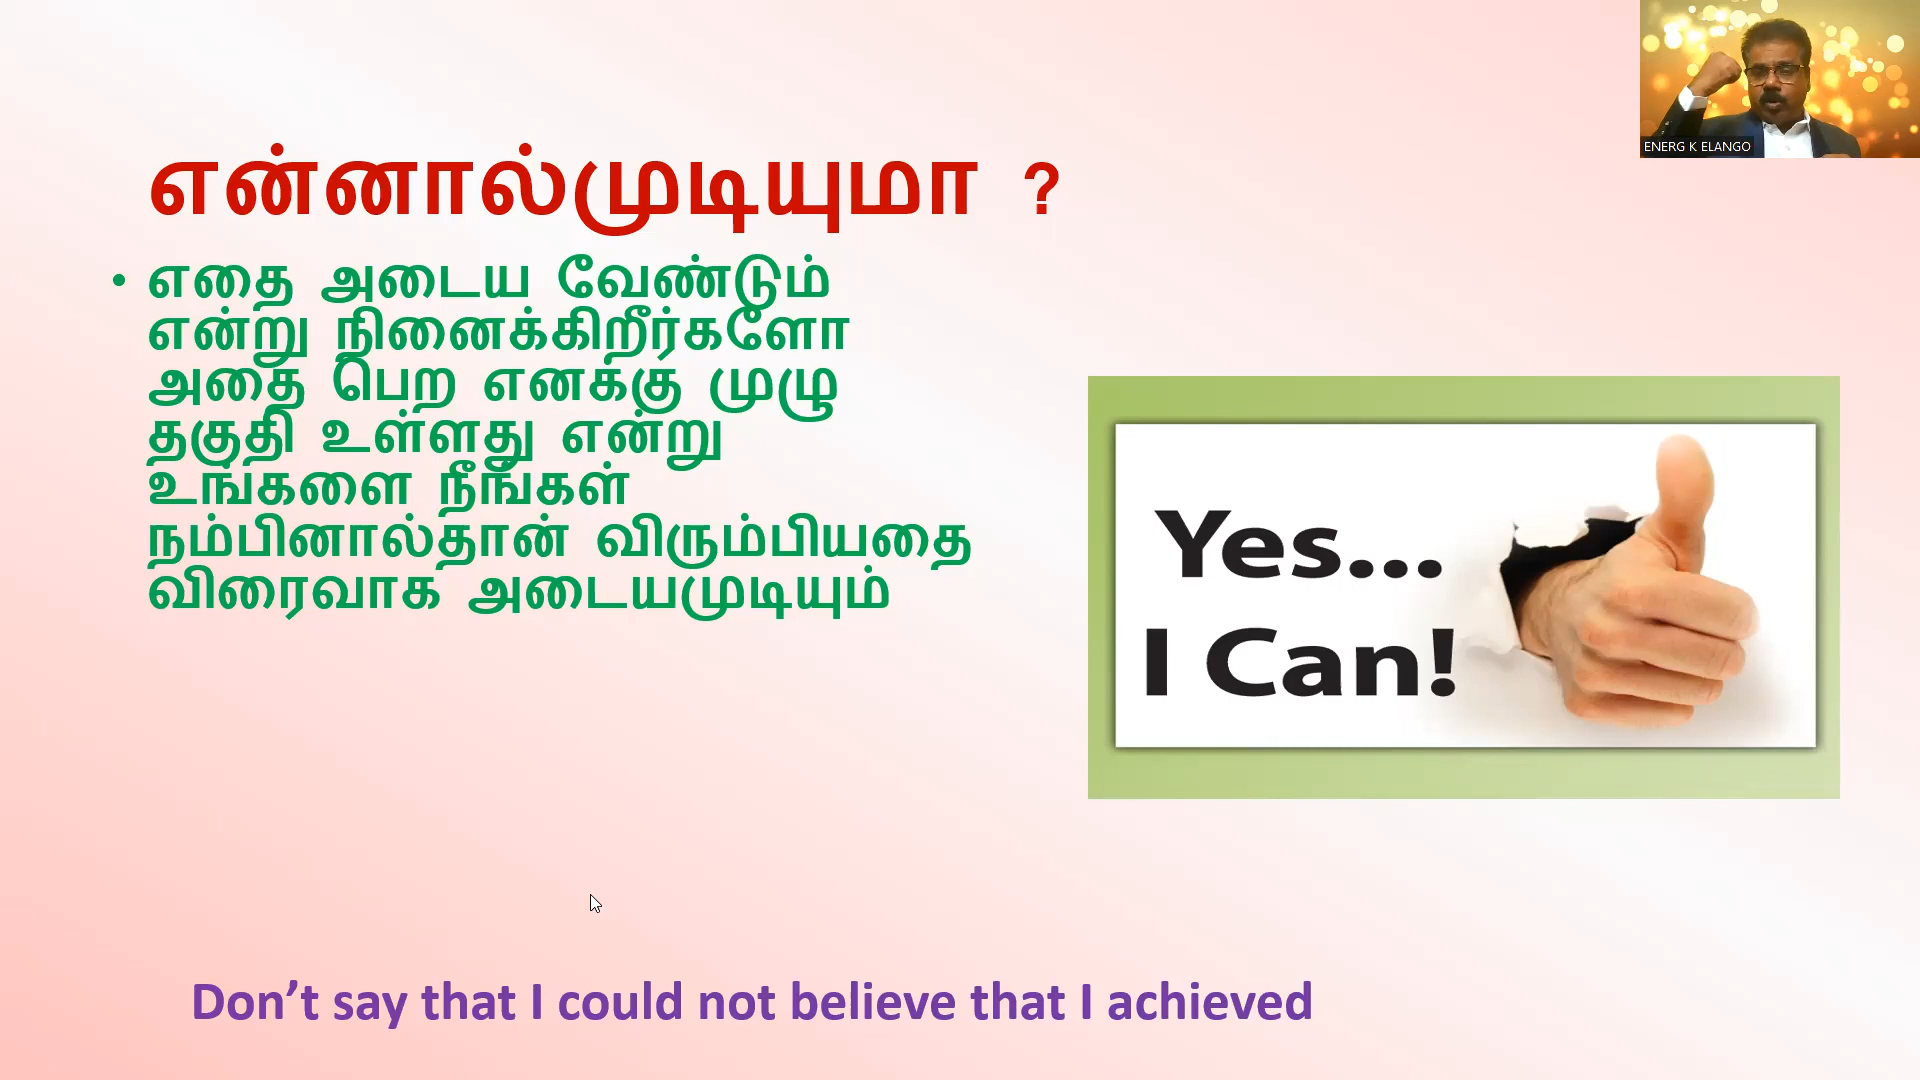 ENERG K ELANGO
என்னால்முடியுமா ?
• எதை அடைய வேண்டும்
என்று நினைக்கிறீர்களோ
அதை பெற எனக்கு முழு
தகுதி உள்ளது என்று
உங்களை நீங்கள்
நம்பினால்தான் விரும்பியதை
விரைவாக அடையமுடியும்
Yes...
I Can!
Don’t say that I could not believe that I achieved